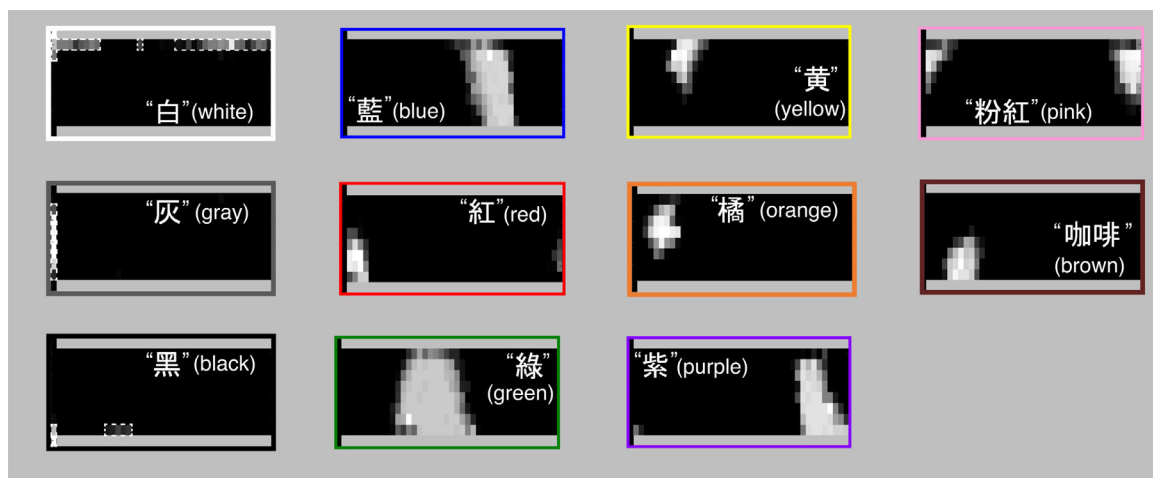 “白” (white)
“藍” (blue)
“黄”
(yellow)
“粉紅” (pink)
“灰” (gray)
“紅” (red)
“橘” (orange)
“咖啡”
(brown)
“黑” (black)
“綠”
(green)
“紫” (purple)